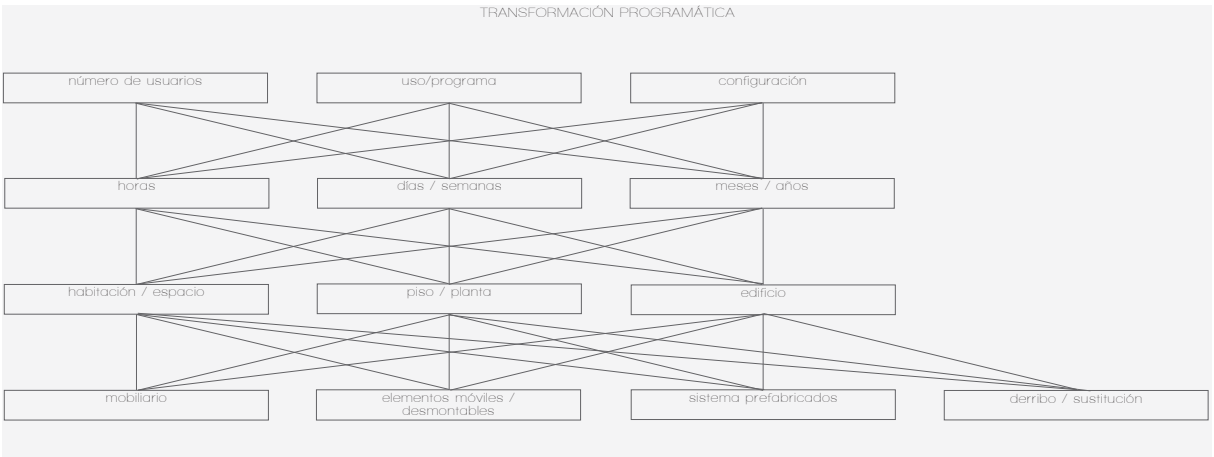 TRANSFORMACIÓN PROGRAMÁTICA
número de usuarios
uso/programa
configuración
horas
días / semanas
meses / años
habitación / espacio
piso / planta
edificio
mobiliario
elementos móviles /
desmontables
sistema prefabricados
derribo / sustitución